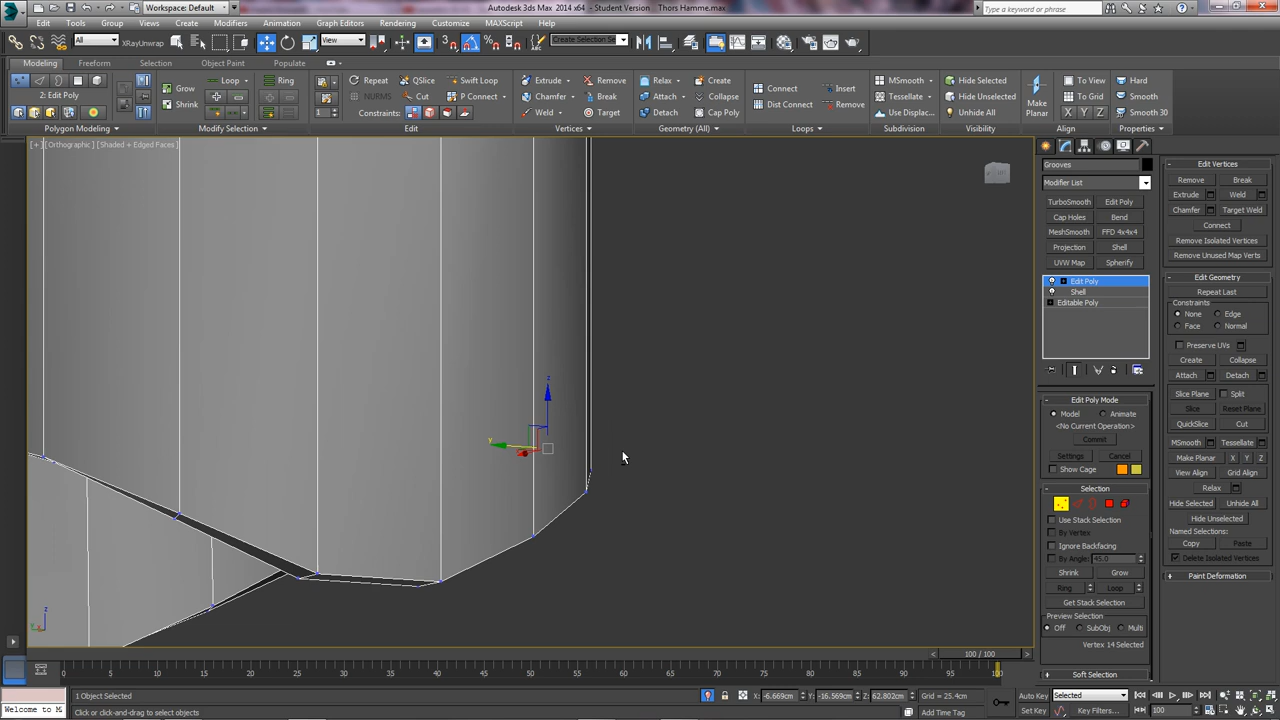 Workspace: Default
Autodesk 3ds Max 2014 x64 - Student Version Thors Hamme.max
Type a keyword or phrase
Edit Tools Group Views Create Modifiers Animation Graph Editors Rendering Customize MAXScript Help
All XRayUnwrap View Create Selection Se
Modeling Freeform Selection Object Paint Populate
Grow Loop Ring Repeat QSlice Swift Loop Extrude Remove Relax Create Connect Insert MSmooth Hide Selected To View Hard
2: Edit Poly Shrink NURMS Cut P Connect Chamfer Break Attach Collapse Dist Connect Remove Tessellate Hide Unselected Make Planar To Grid Smooth
Constraints: Weld Target Detach Cap Poly Use Displac... Unhide All X Y Z Smooth 30
Polygon Modeling Modify Selection Edit Vertices Geometry (All) Loops Subdivision Visibility Align Properties
[+] [Orthographic] [Shaded + Edged Faces]
z
y
z
Grooves
Modifier List
TurboSmooth Edit Poly
Cap Holes Bend
MeshSmooth FFD 4x4x4
Projection Shell
UVW Map Spherify
Edit Poly
Shell
Editable Poly
Edit Poly Mode
Model Animate
<No Current Operation>
Commit
Settings Cancel
Show Cage
Selection
Use Stack Selection
By Vertex
Ignore Backfacing
By Angle: 45.0
Shrink Grow
Ring Loop
Get Stack Selection
Preview Selection
Off SubObj Multi
Vertex 14 Selected
Soft Selection
Edit Vertices
Remove Break
Extrude Weld
Chamfer Target Weld
Connect
Remove Isolated Vertices
Remove Unused Map Verts
Edit Geometry
Repeat Last
Constraints
None Edge
Face Normal
Preserve UVs
Create Collapse
Attach Detach
Slice Plane Split
Slice Reset Plane
QuickSlice Cut
MSmooth Tessellate
Make Planar X Y Z
View Align Grid Align
Relax
Hide Selected Unhide All
Hide Unselected
Named Selections:
Copy Paste
Delete Isolated Vertices
Paint Deformation
100 / 100
0 5 10 15 20 25 30 35 40 45 50 55 60 65 70 75 80 85 90 95 100
1 Object Selected X: -6.669cm Y: -16.569cm Z: 62.802cm Grid = 25.4cm Auto Key Selected
Welcome to M Click or click-and-drag to select objects Add Time Tag Set Key Key Filters... 100